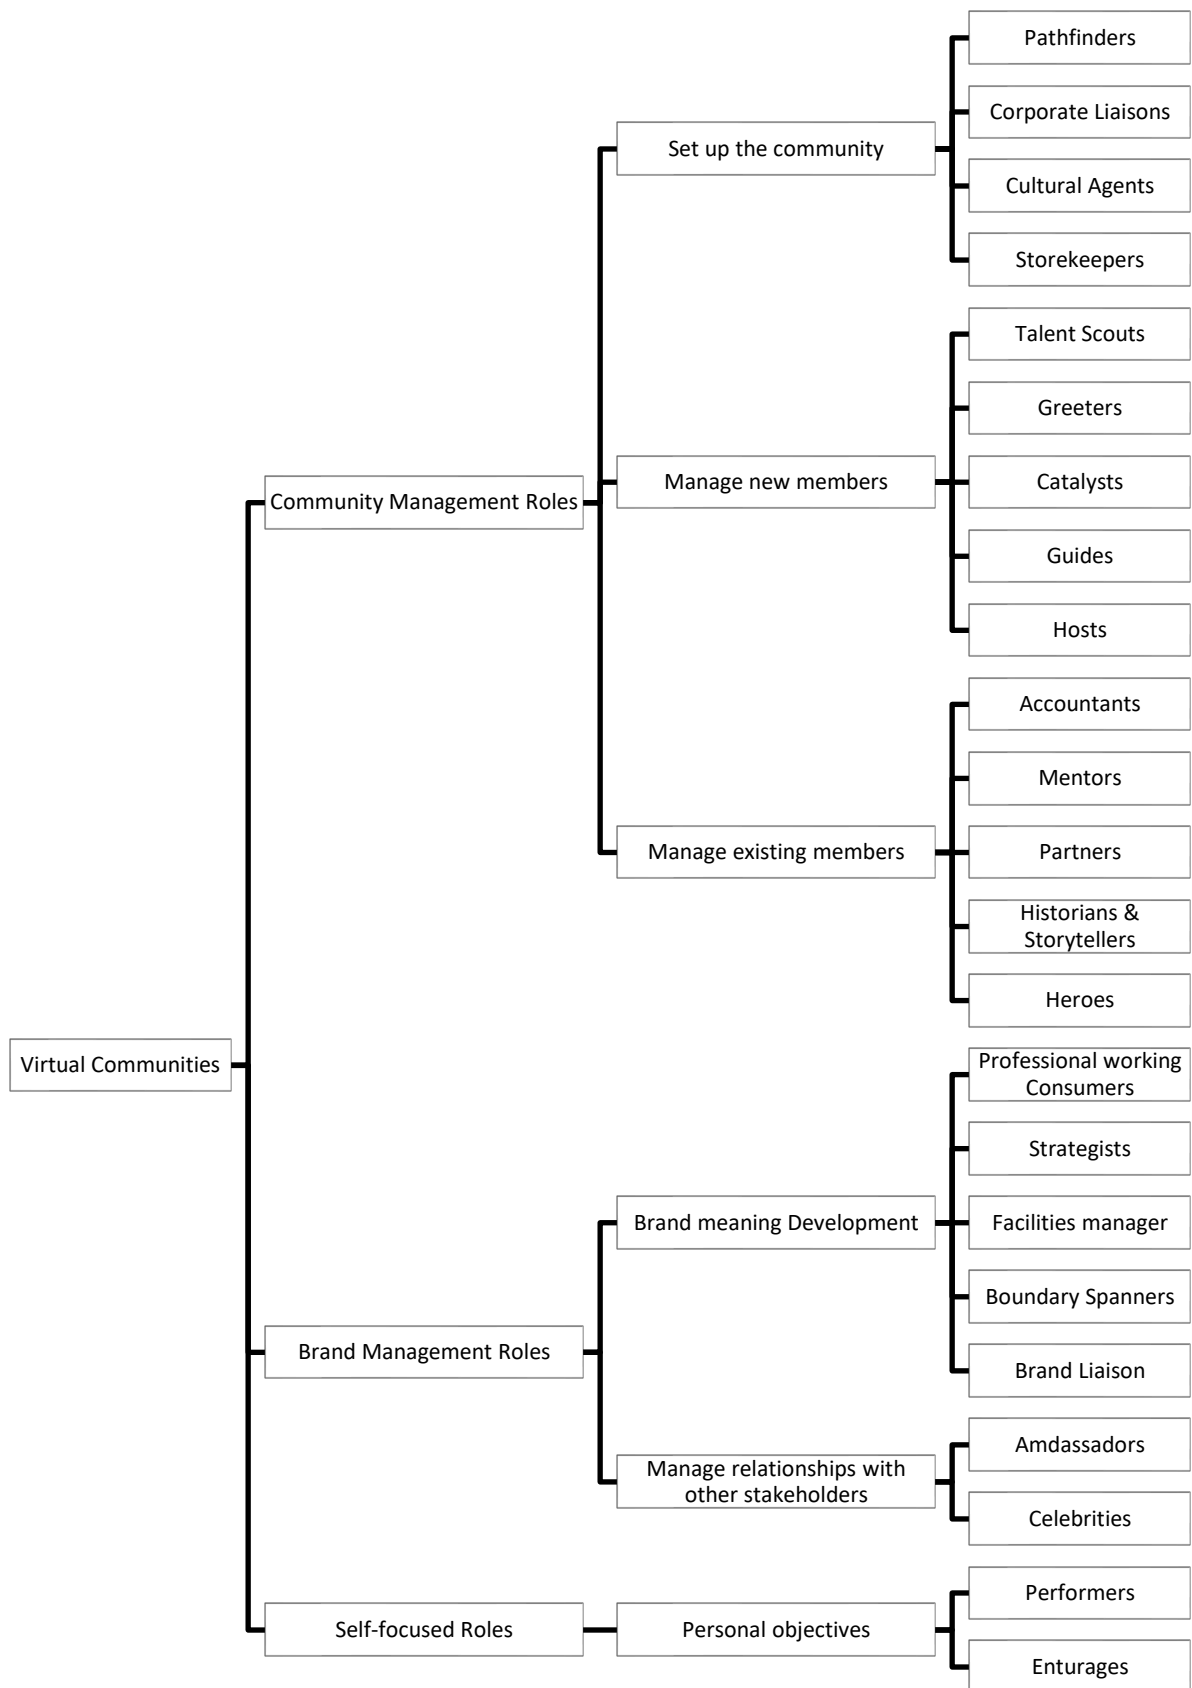 Virtual Communities
Community Management Roles
Set up the community
Pathfinders
Corporate Liaisons
Cultural Agents
Storekeepers
Manage new members
Talent Scouts
Greeters
Catalysts
Guides
Hosts
Manage existing members
Accountants
Mentors
Partners
Historians &
Storytellers
Heroes
Brand Management Roles
Brand meaning Development
Professional working
Consumers
Strategists
Facilities manager
Boundary Spanners
Brand Liaison
Manage relationships with
other stakeholders
Amdassadors
Celebrities
Self-focused Roles
Personal objectives
Performers
Enturages